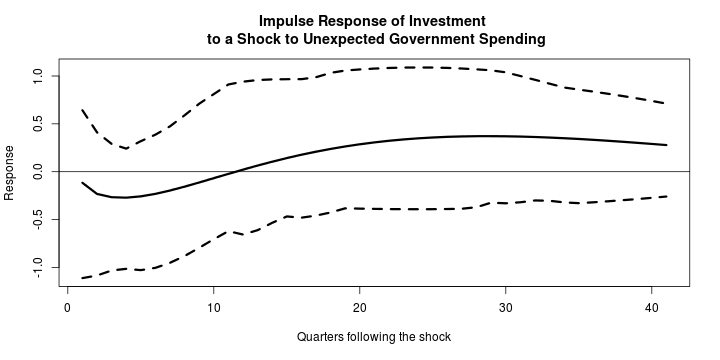 Impulse Response of Investment
to a Shock to Unexpected Government Spending
Response
1.0
0.5
0.0
-0.5
-1.0
0 10 20 30 40
Quarters following the shock